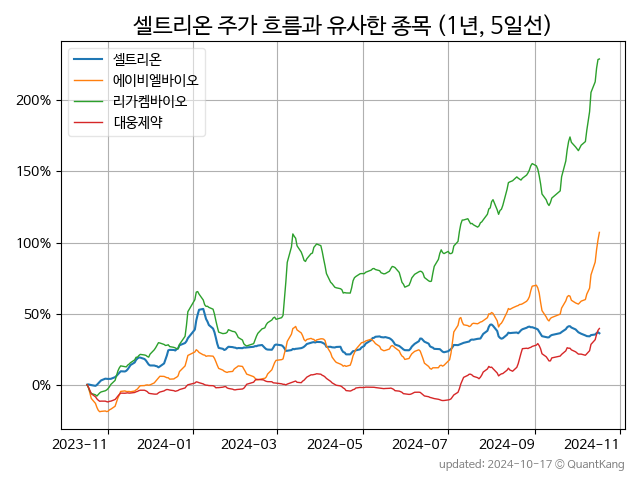 셀트리온 주가 흐름과 유사한 종목 (1년, 5일선)
셀트리온
에이비엘바이오
리가켐바이오
대웅제약
200%
150%
100%
50%
0%
2023-11 2024-01 2024-03 2024-05 2024-07 2024-09 2024-11
updated: 2024-10-17 © QuantKang